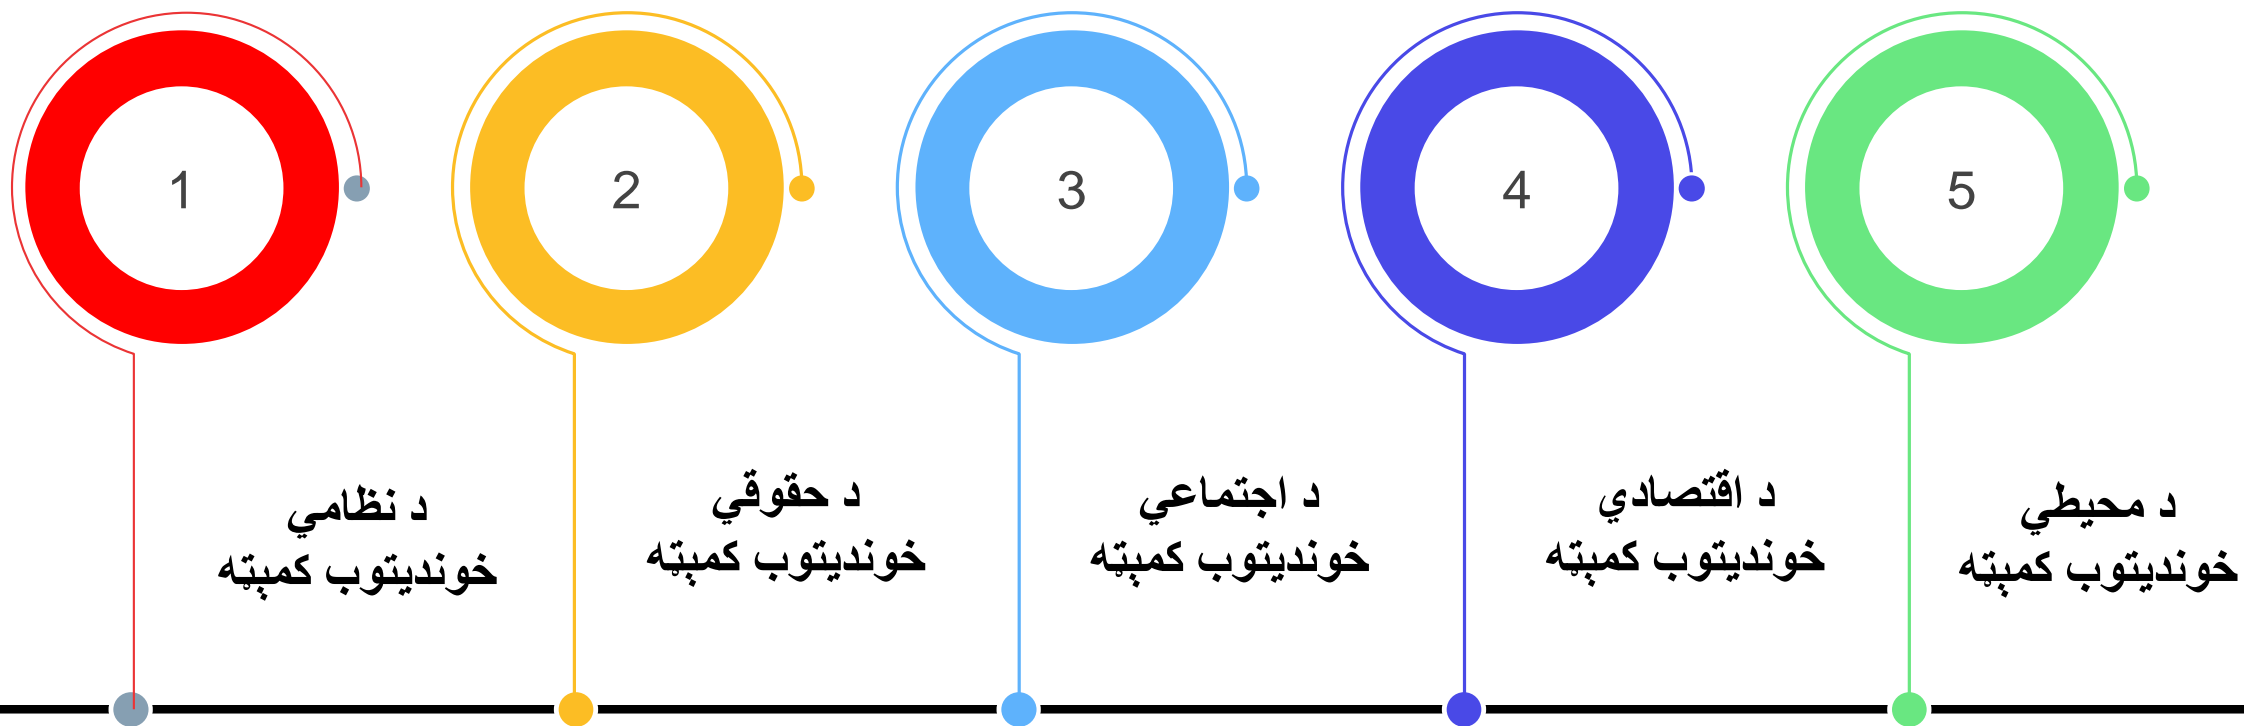 1
2
3
4
5
د نظامي
خونديتوب کمېټه
د حقوقي
خونديتوب کمېټه
د اجتماعي
خونديتوب کمېټه
د اقتصادي
خونديتوب کمېټه
د محيطي
خونديتوب کمېټه